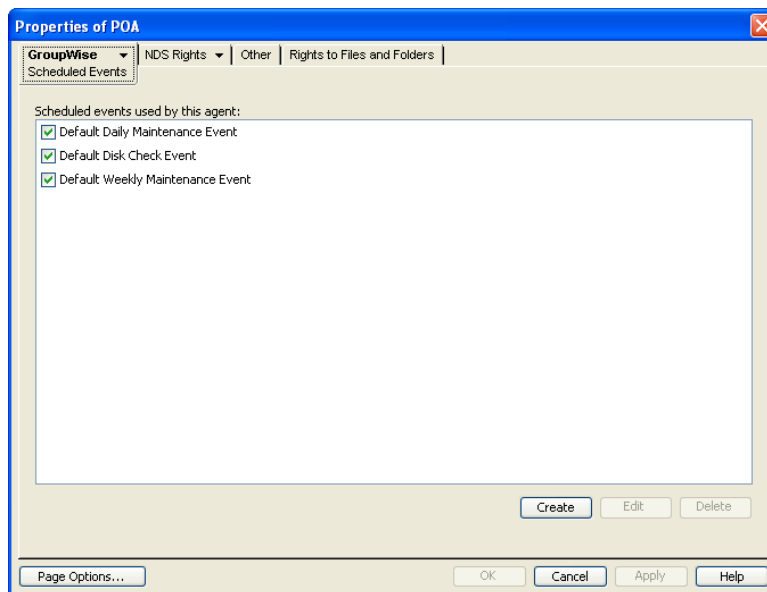 Properties of POA
GroupWise NDS Rights Other Rights to Files and Folders
Scheduled Events
Scheduled events used by this agent:
Default Daily Maintenance Event
Default Disk Check Event
Default Weekly Maintenance Event
Create Edit Delete
Page Options... OK Cancel Apply Help